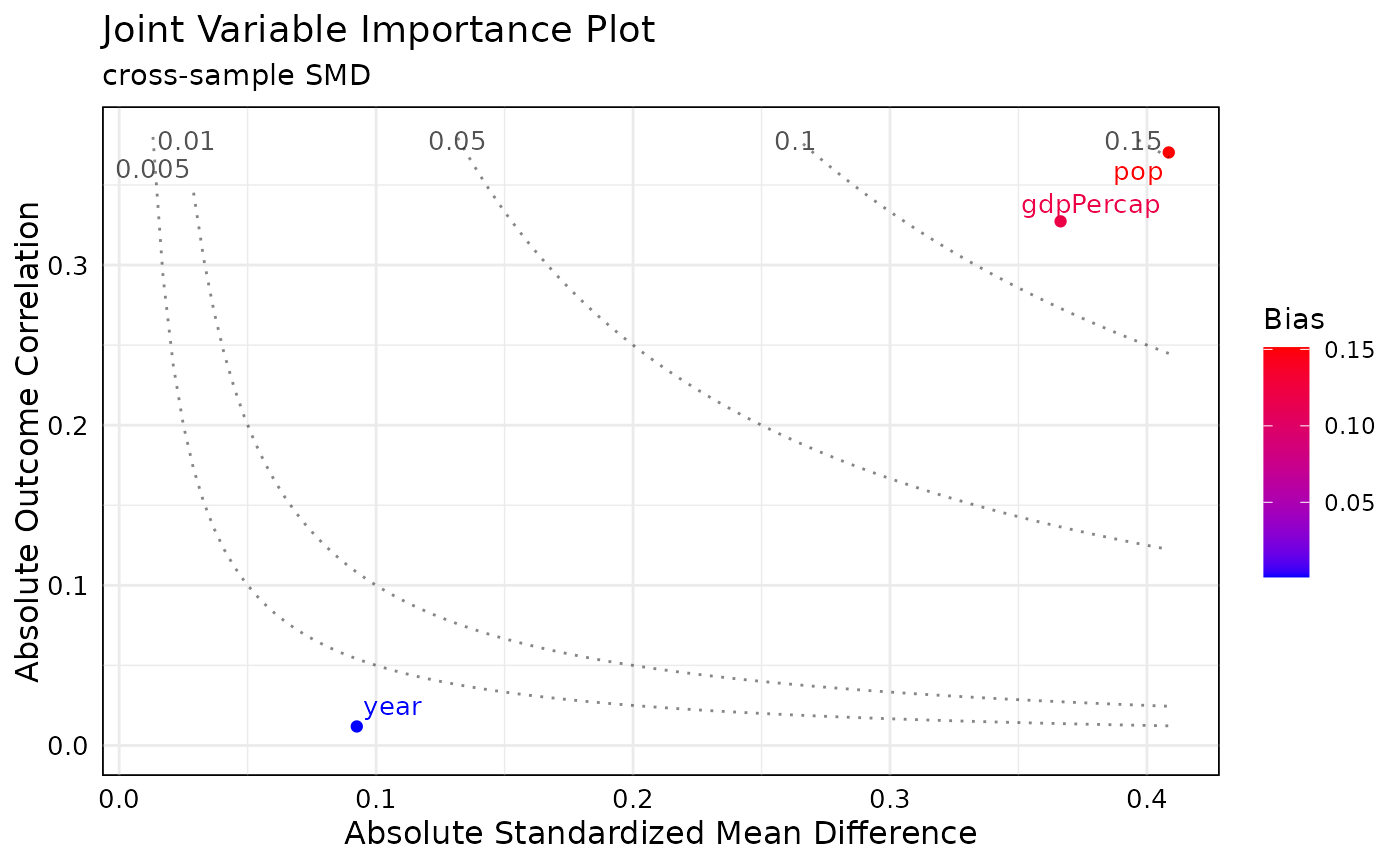 Joint Variable Importance Plot
cross-sample SMD
0.01
0.05
0.1
0.15
0.005
pop
gdpPercap
year
Absolute Outcome Correlation
0.3
0.2
0.1
0.0
0.0
0.1
0.2
0.3
0.4
Absolute Standardized Mean Difference
Bias
0.15
0.10
0.05